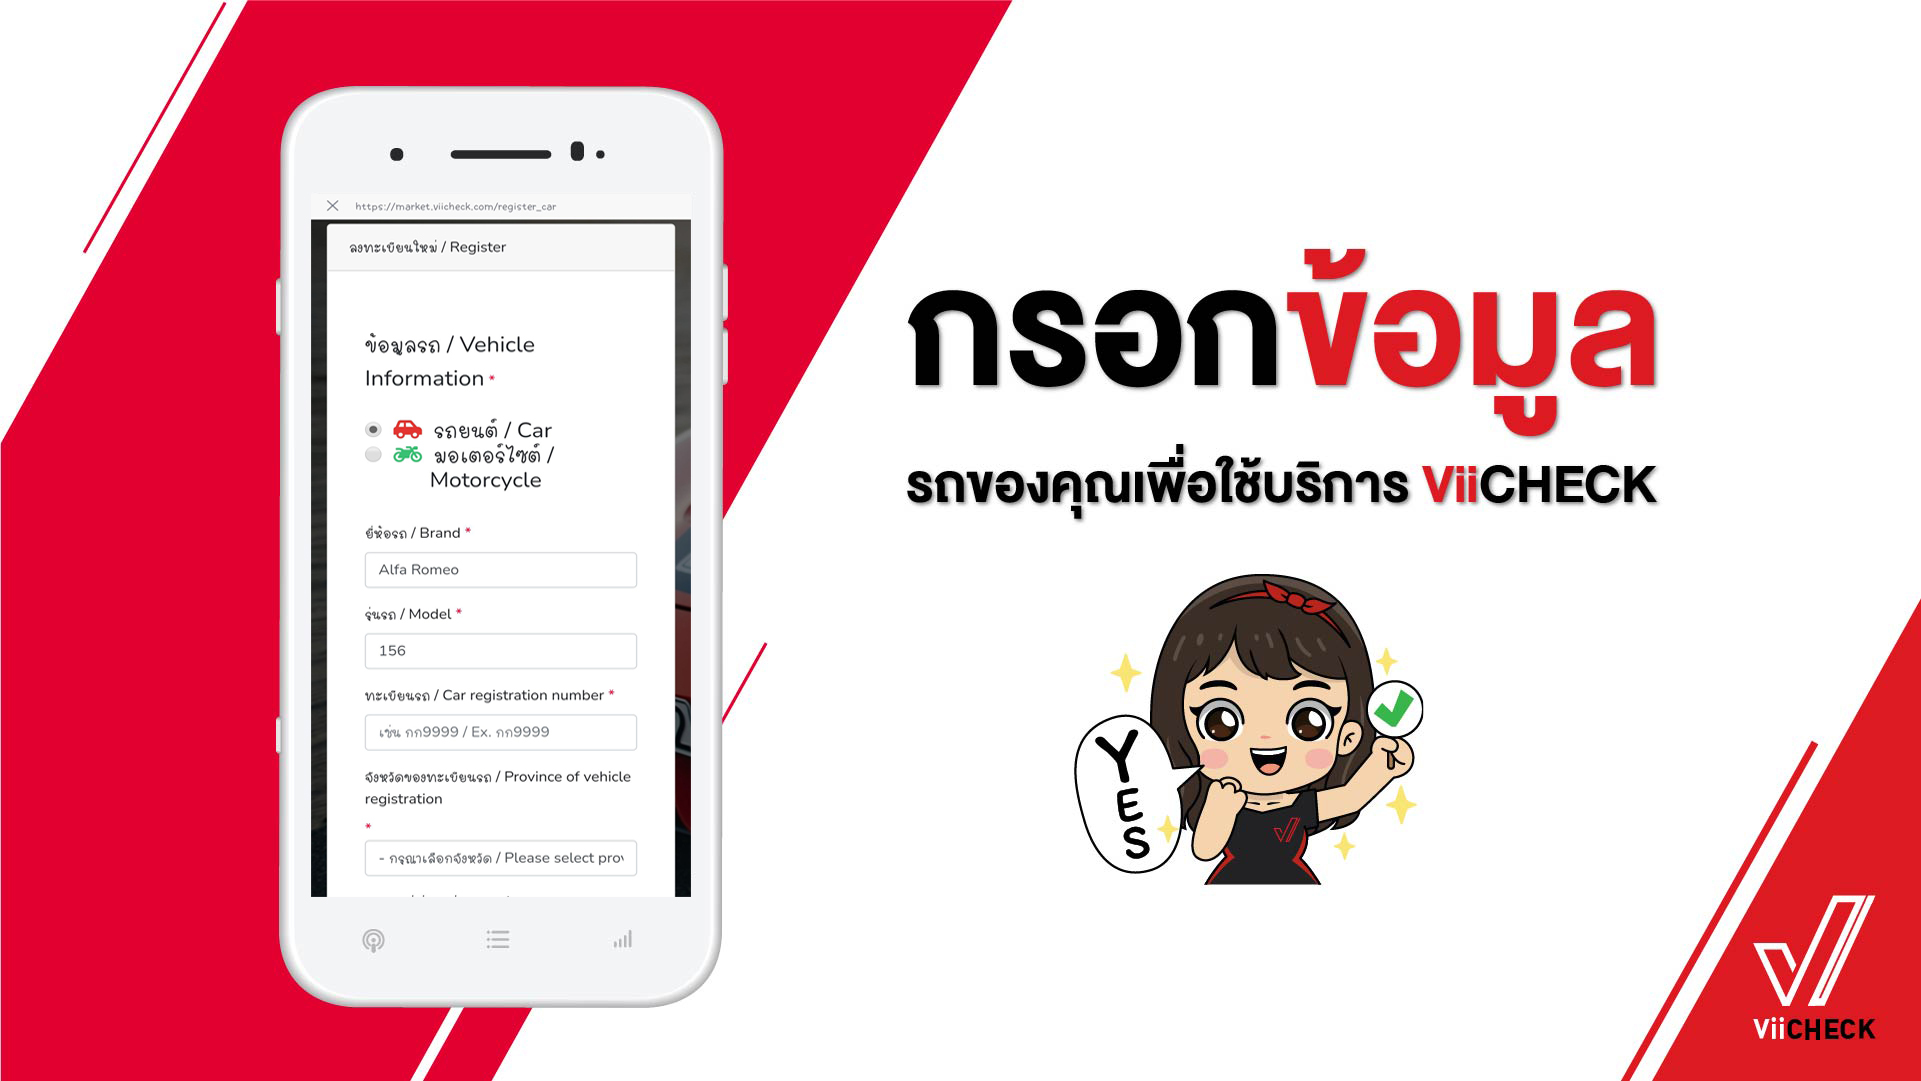 https://market.viicheck.com/register_car
ลงทะเบียนใหม่ / Register
ข้อมูลรถ / Vehicle
Information *
รถยนต์ / Car
มอเตอร์ไซต์ /
Motorcycle
ยี่ห้อรถ / Brand *
Alfa Romeo
รุ่นรถ / Model *
156
ทะเบียนรถ / Car registration number *
เช่น กก9999 / Ex. กก9999
จังหวัดของทะเบียนรถ / Province of vehicle
registration
*
- กรุณาเลือกจังหวัด / Please select prov
กรอกข้อมูล
รถของคุณเพื่อใช้บริการ ViiCHECK
YES
ViiCHECK